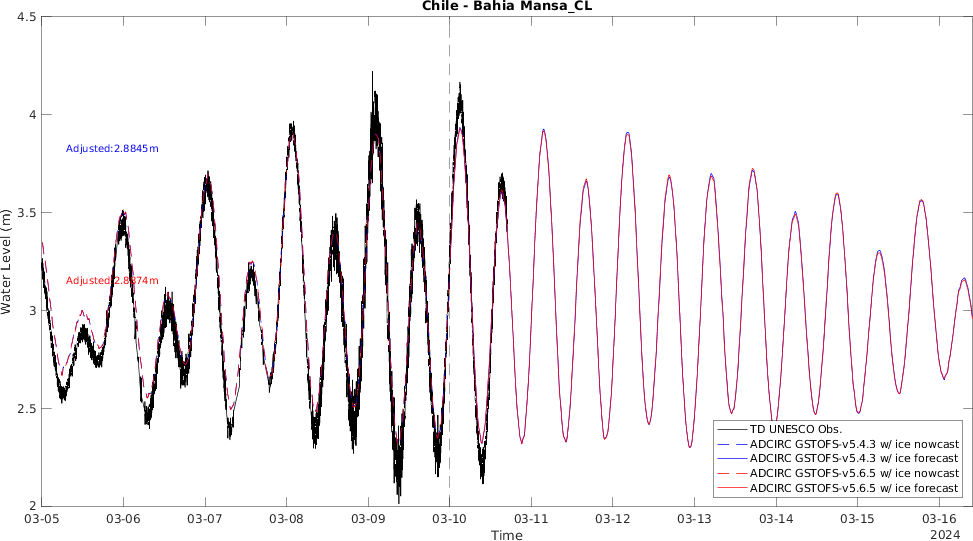 Chile - Bahia Mansa_CL
4.5
4
3.5
3
2.5
2
Water Level (m)
Adjusted:2.8845m
Adjusted:2.8874m
TD UNESCO Obs.
ADCIRC GSTOFS-v5.4.3 w/ ice nowcast
ADCIRC GSTOFS-v5.4.3 w/ ice forecast
ADCIRC GSTOFS-v5.6.5 w/ ice nowcast
ADCIRC GSTOFS-v5.6.5 w/ ice forecast
03-05 03-06 03-07 03-08 03-09 03-10 03-11 03-12 03-13 03-14 03-15 03-16
Time
2024